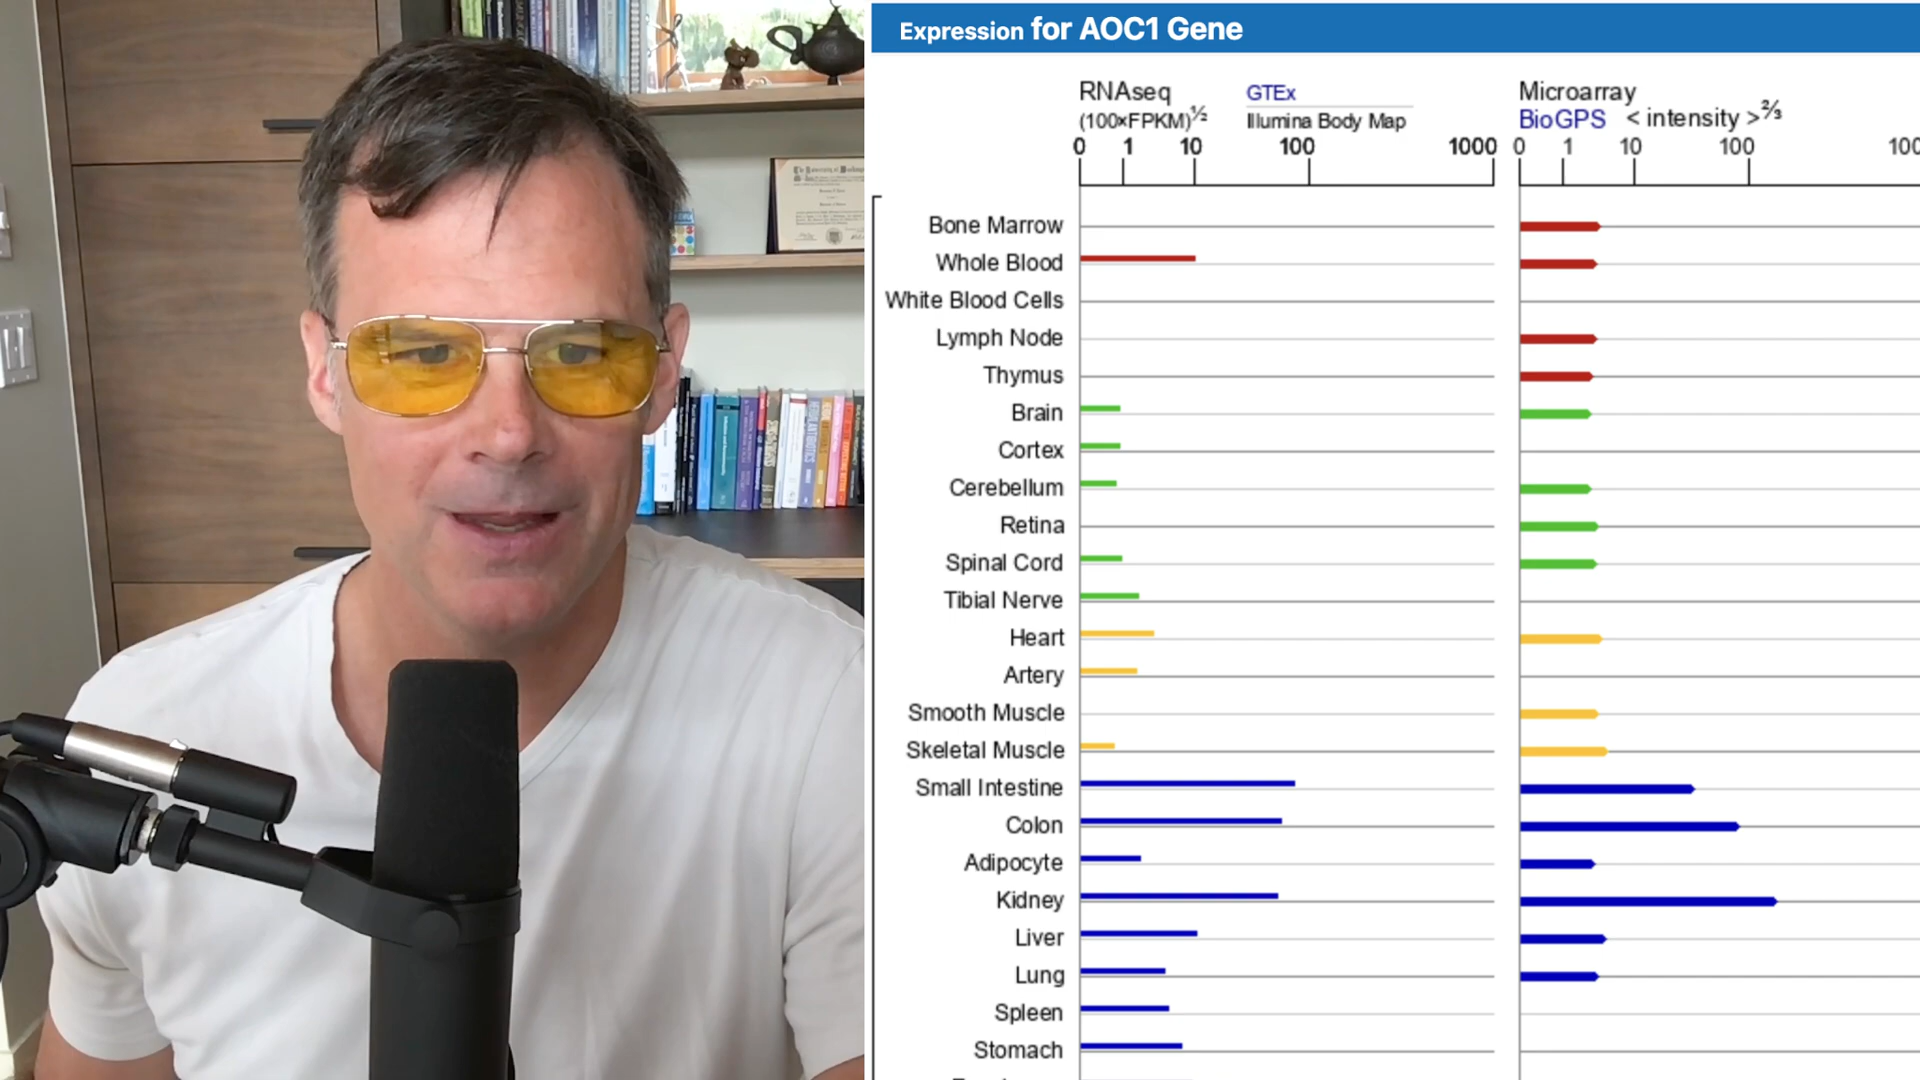 Expression for AOC1 Gene
RNAseq
(100×FPKM)½
GTEx
Illumina Body Map
Microarray
BioGPS < intensity >⅔
0 1 10 100 1000
0 1 10 100 100
Bone Marrow
Whole Blood
White Blood Cells
Lymph Node
Thymus
Brain
Cortex
Cerebellum
Retina
Spinal Cord
Tibial Nerve
Heart
Artery
Smooth Muscle
Skeletal Muscle
Small Intestine
Colon
Adipocyte
Kidney
Liver
Lung
Spleen
Stomach